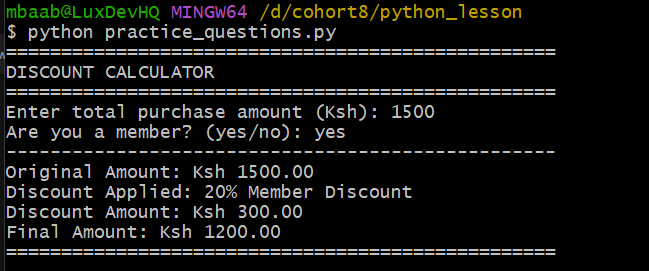 mbaab@LuxDevHQ MINGW64 /d/cohort8/python_lesson
$ python practice_questions.py
==================================================
DISCOUNT CALCULATOR
==================================================
Enter total purchase amount (Ksh): 1500
Are you a member? (yes/no): yes
--------------------------------------------------
Original Amount: Ksh 1500.00
Discount Applied: 20% Member Discount
Discount Amount: Ksh 300.00
Final Amount: Ksh 1200.00
==================================================